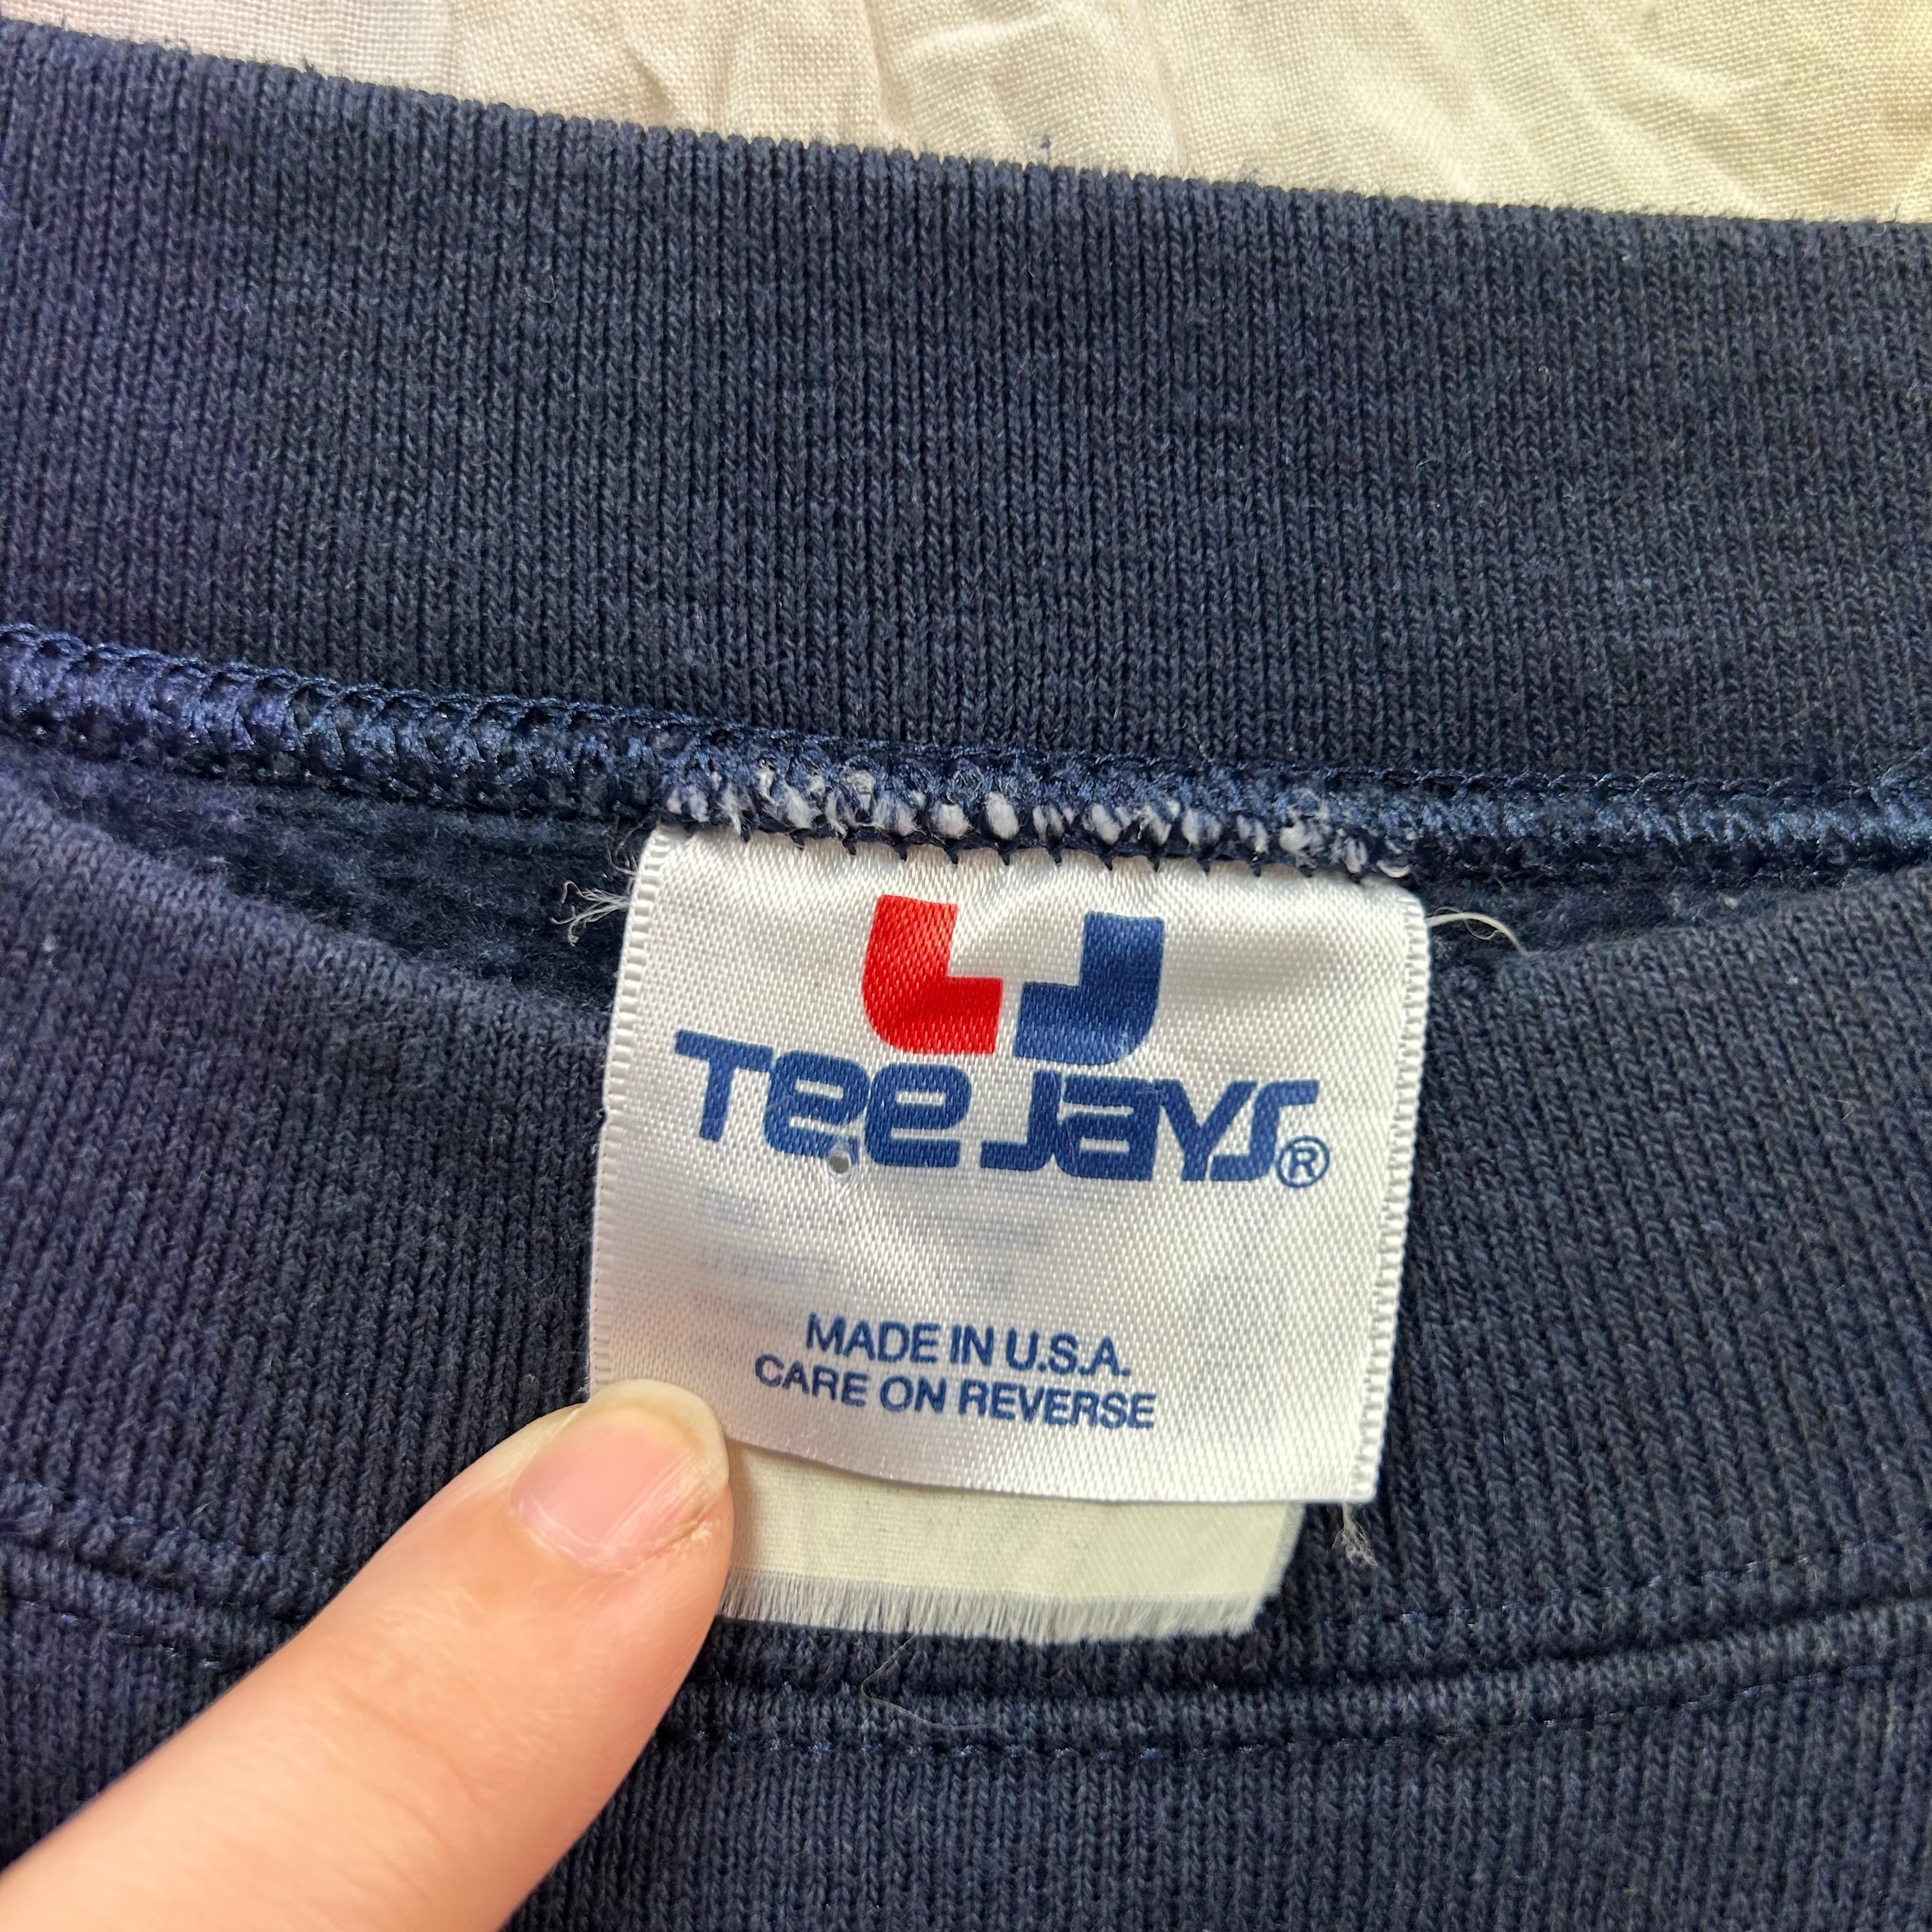 Tee Jays®
MADE IN U.S.A.
CARE ON REVERSE